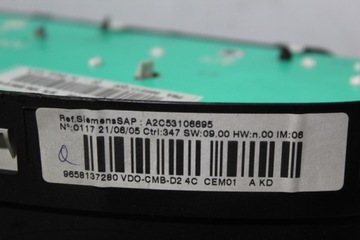 Ref.SiemensSAP : A2C53106695
N°:0117 21/06/05 Ctrl:347 SW:09.00 HW:n.00 IM:06
9658137280 VDO-CMB-D2 4C CEM01 A KD